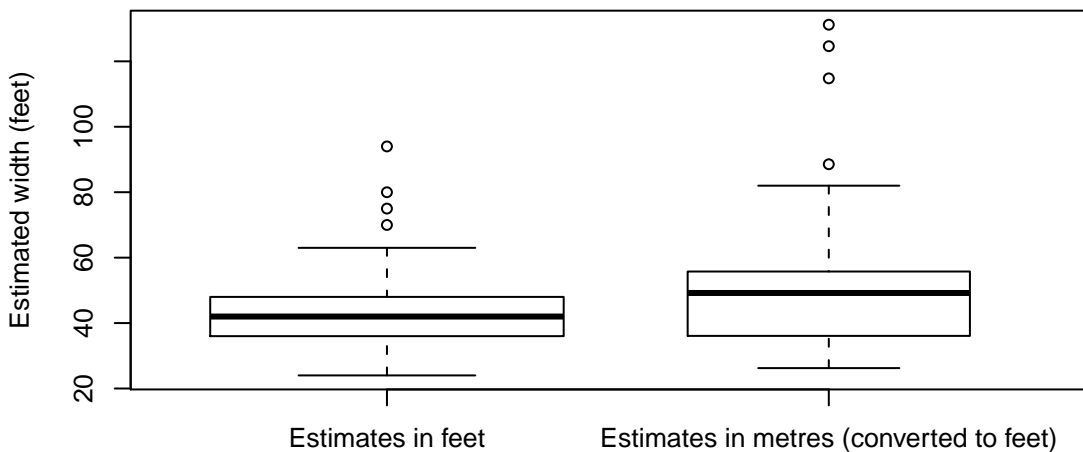 Estimated width (feet)
100
80
60
40
20
Estimates in feet
Estimates in metres (converted to feet)